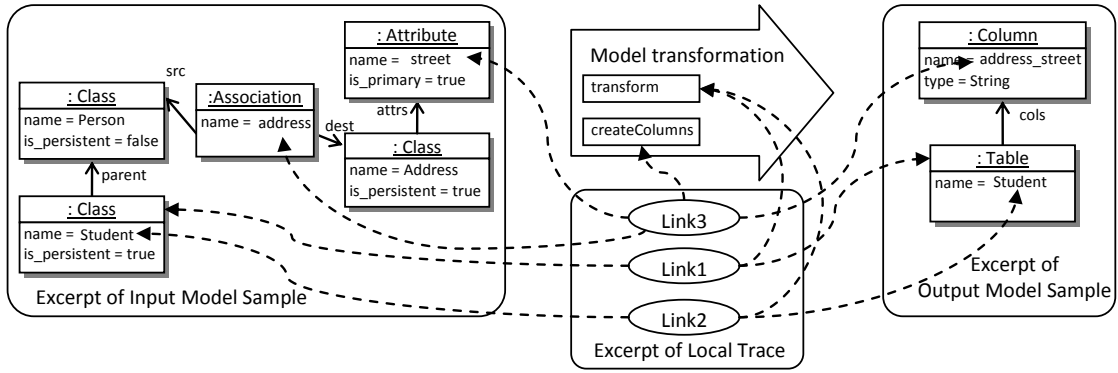 : Attribute
name = street
is_primary = true
src
: Class
name = Person
is_persistent = false
:Association
name = address
dest
attrs
: Class
name = Address
is_persistent = true
parent
: Class
name = Student
is_persistent = true
Excerpt of Input Model Sample
Model transformation
transform
createColumns
Link3
Link1
Link2
Excerpt of Local Trace
: Column
name = address_street
type = String
cols
: Table
name = Student
Excerpt of
Output Model Sample